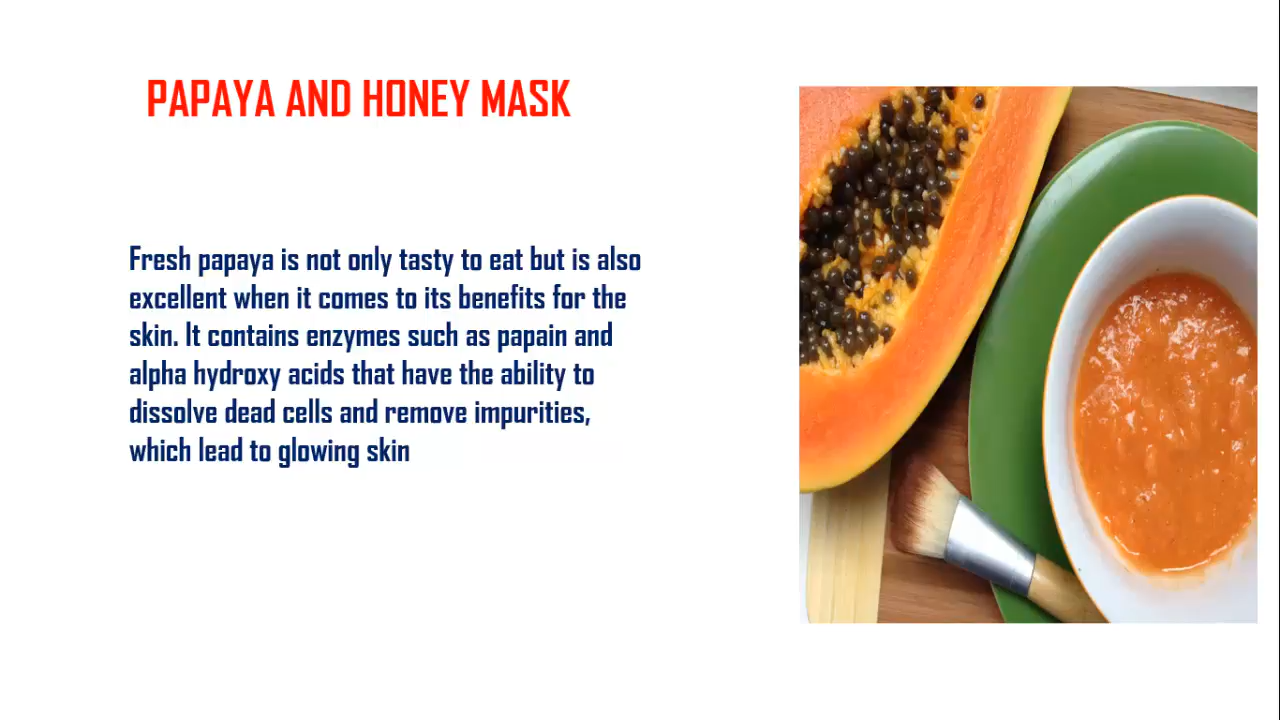 PAPAYA AND HONEY MASK
Fresh papaya is not only tasty to eat but is also
excellent when it comes to its benefits for the
skin. It contains enzymes such as papain and
alpha hydroxy acids that have the ability to
dissolve dead cells and remove impurities,
which lead to glowing skin